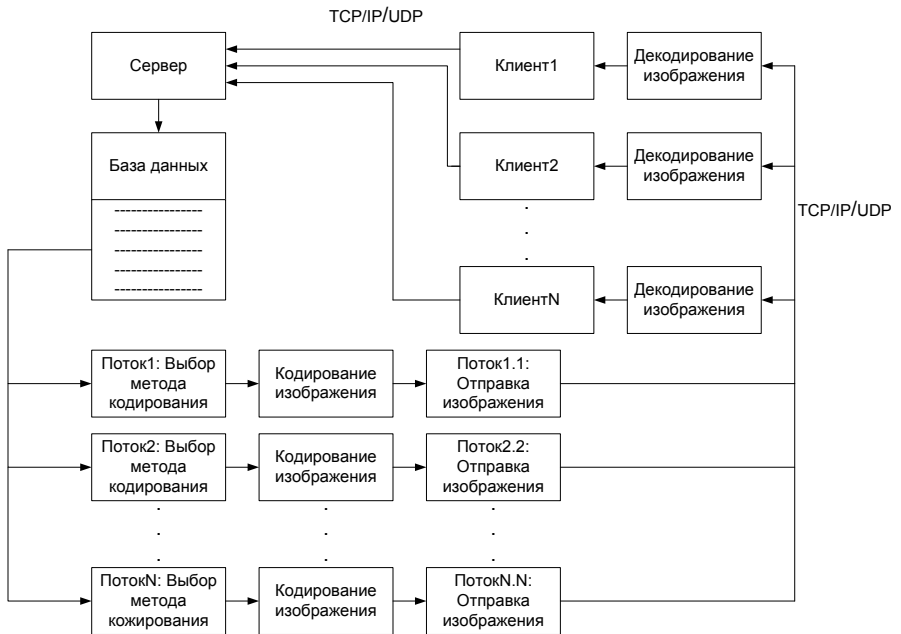 TCP/IP/UDP
Сервер
Клиент1
Декодирование
изображения
База данных
----------------
----------------
----------------
----------------
----------------
Клиент2
Декодирование
изображения
TCP/IP/UDP
.
.
.
КлиентN
Декодирование
изображения
Поток1: Выбор
метода
кодирования
Кодирование
изображения
Поток1.1:
Отправка
изображения
Поток2: Выбор
метода
кодирования
Кодирование
изображения
Поток2.2:
Отправка
изображения
. . .
. . .
. . .
ПотокN: Выбор
метода
кожирования
Кодирование
изображения
ПотокN.N:
Отправка
изображения